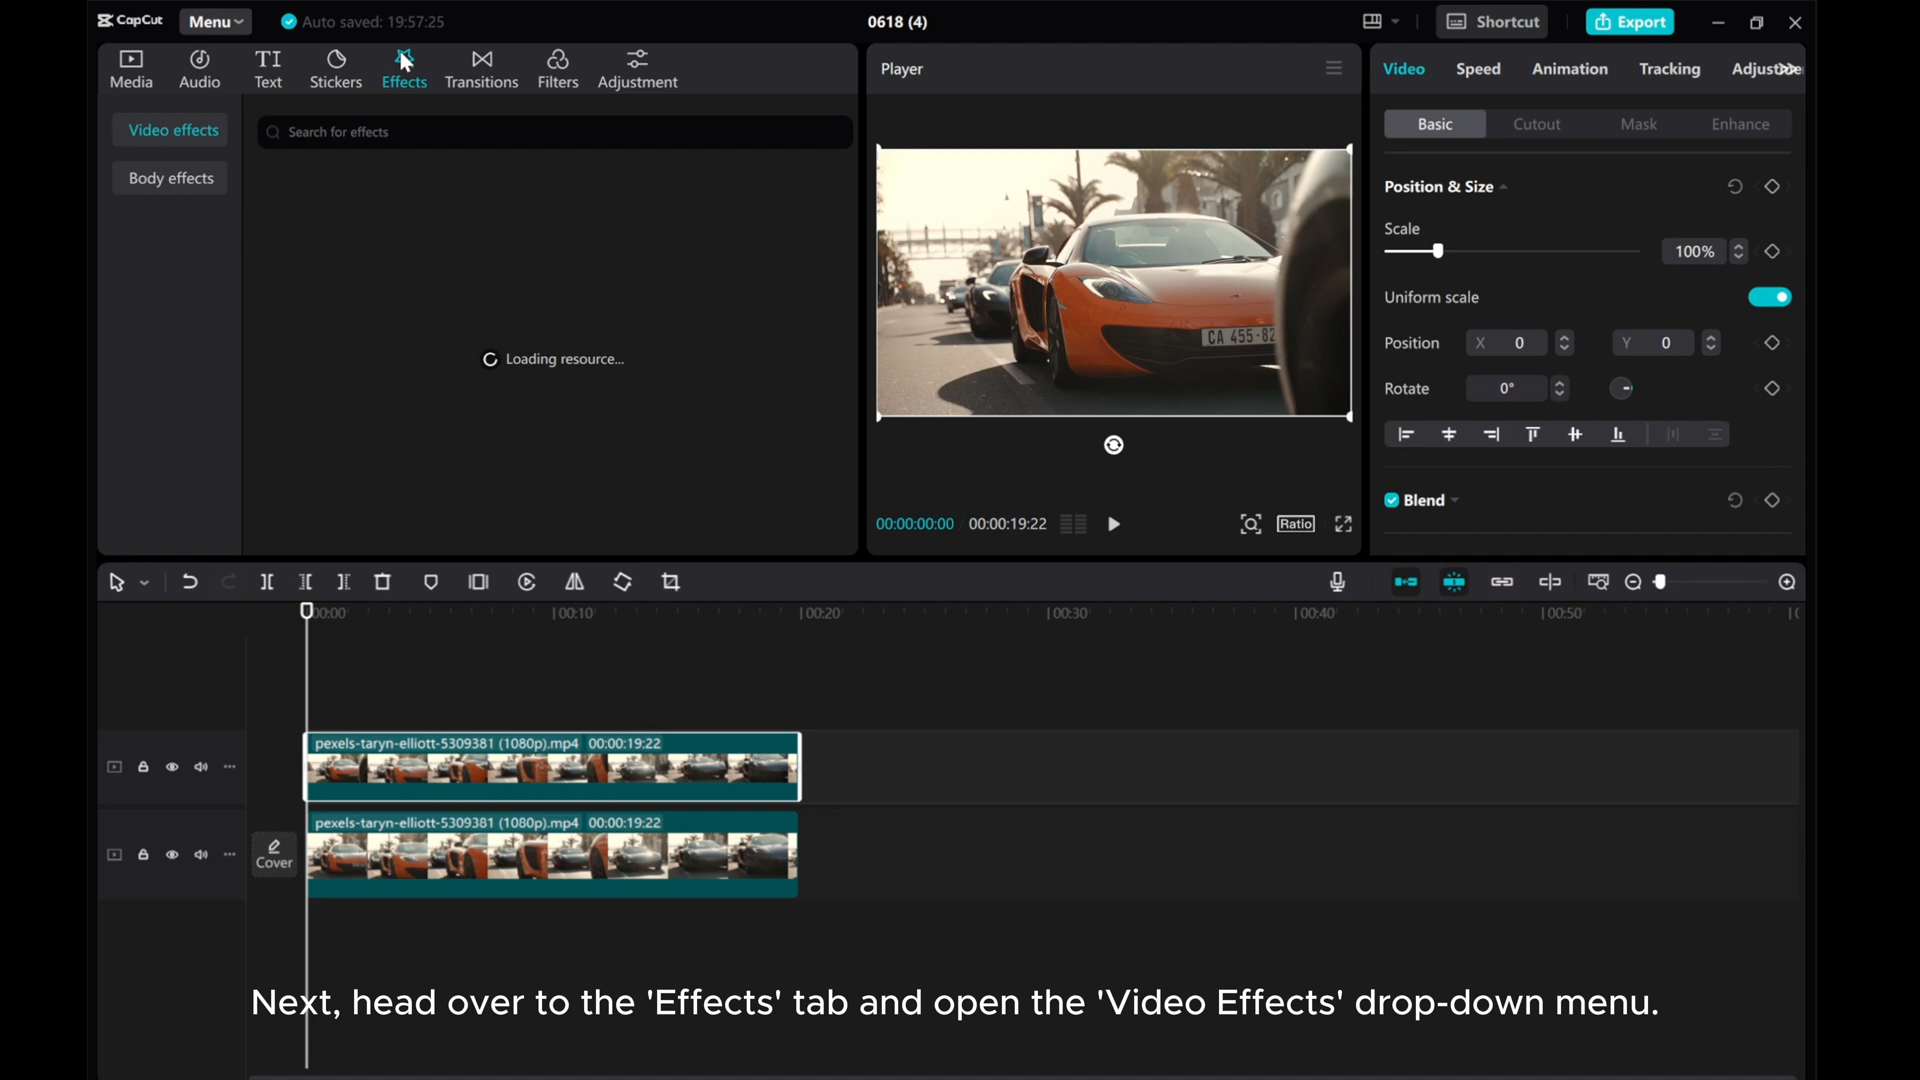 CapCut
Menu
Auto saved: 19:57:25
0618 (4)
Shortcut
Export
Media
Audio
TI
Text
Stickers
Effects
Transitions
Filters
Adjustment
Video effects
Body effects
Search for effects
Loading resource...
Player
CA 455-82
00:00:00:00
00:00:19:22
Ratio
Video
Speed
Animation
Tracking
Basic
Cutout
Mask
Enhance
Position & Size
Scale
100%
Uniform scale
Position
X 0
Y 0
Rotate
0°
Blend
00:00
00:10
00:20
00:30
00:40
00:50
pexels-taryn-elliott-5309381 (1080p).mp4 00:00:19:22
pexels-taryn-elliott-5309381 (1080p).mp4 00:00:19:22
Cover
Next, head over to the 'Effects' tab and open the 'Video Effects' drop-down menu.